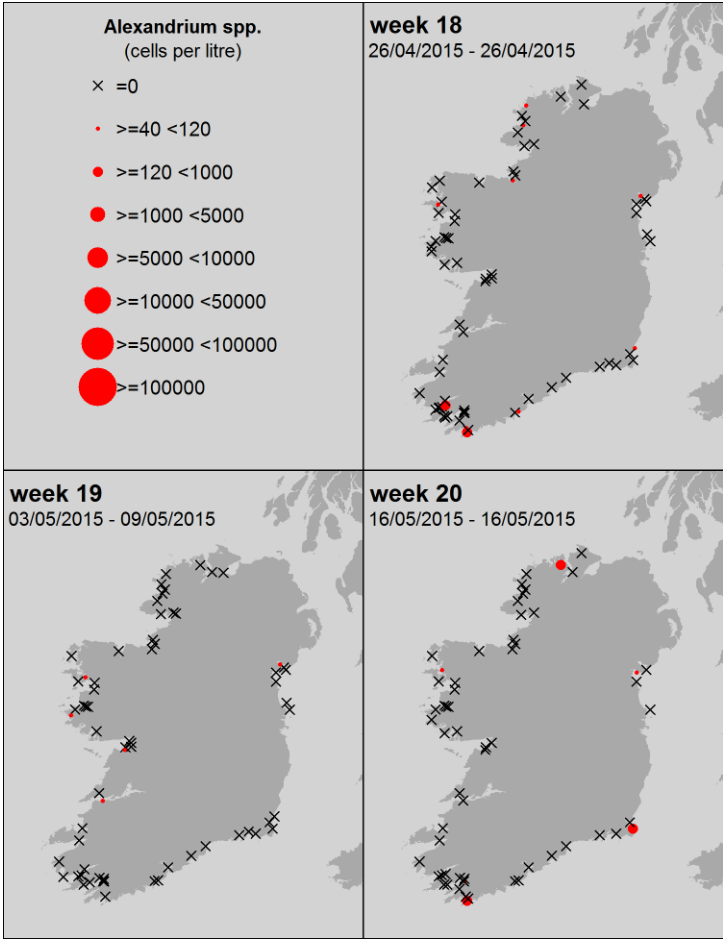 Alexandrium spp.
(cells per litre)
=0
>=40 <120
>=120 <1000
>=1000 <5000
>=5000 <10000
>=10000 <50000
>=50000 <100000
>=100000
week 18
26/04/2015 - 26/04/2015
week 19
03/05/2015 - 09/05/2015
week 20
16/05/2015 - 16/05/2015